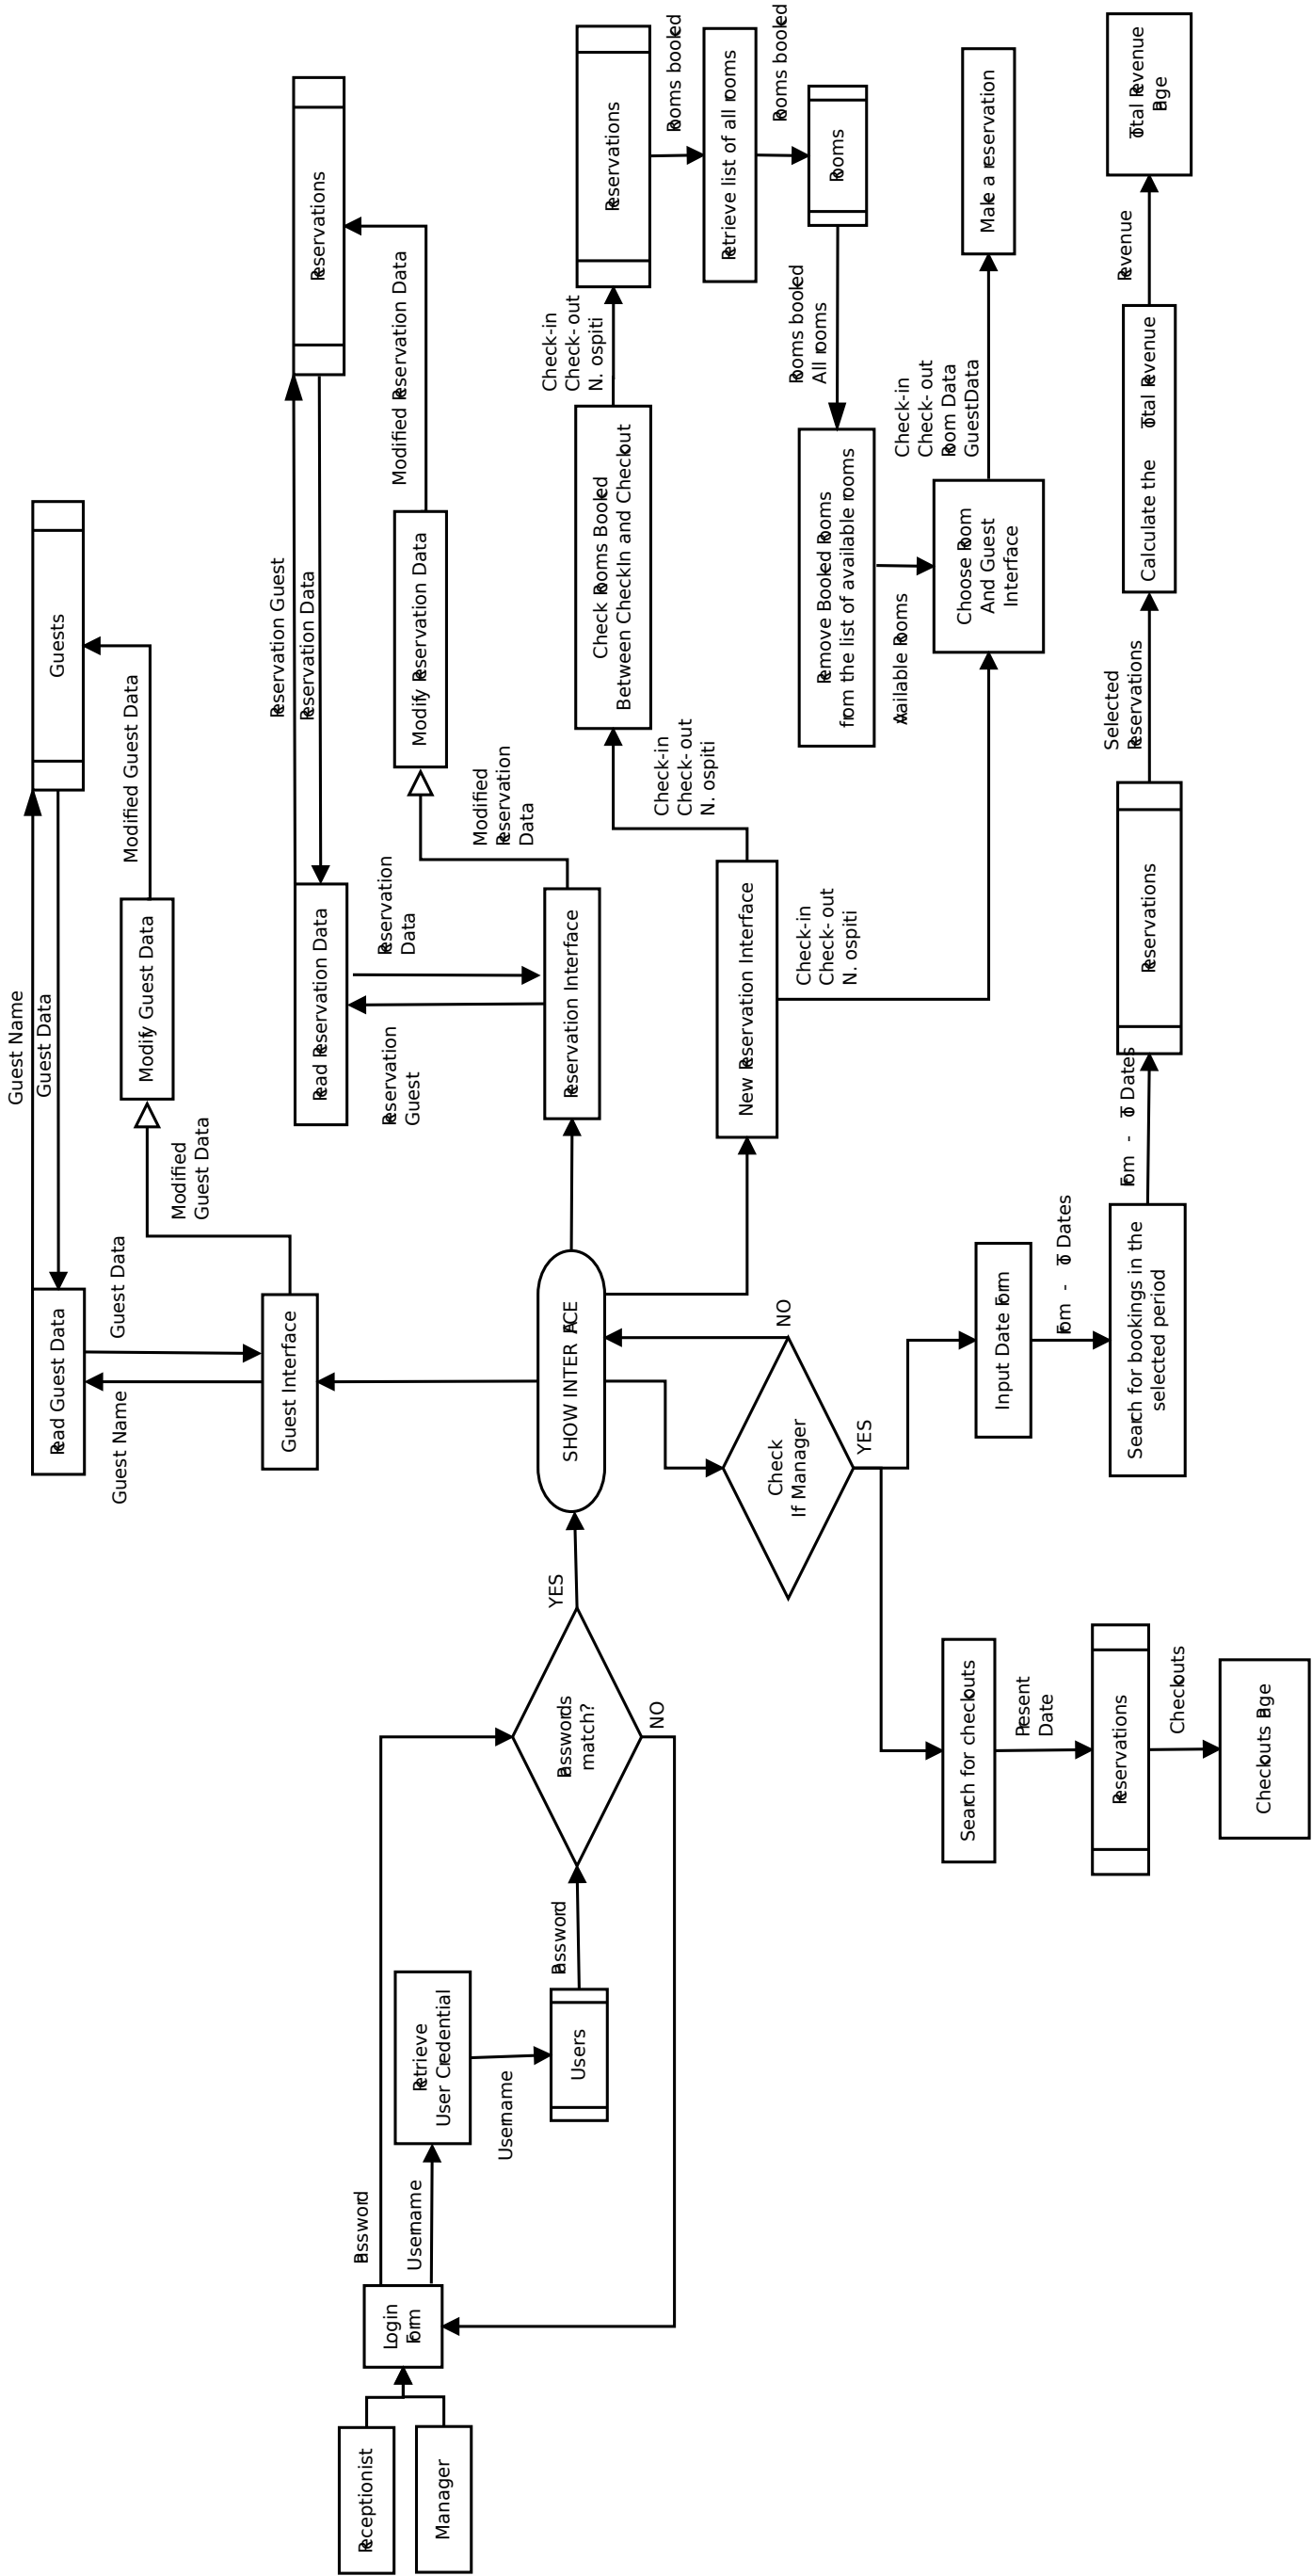 Receptionist
Manager
Login
Form
Password
Username
Retrieve
User Credential
Username
Users
Password
Passwords
match?
YES
NO
SHOW INTERFACE
Guest Interface
Guest Name
Guest Data
Read Guest Data
Guest Name
Guest Data
Guests
Modified
Guest Data
Modify Guest Data
Modified Guest Data
Reservation Interface
Reservation
Guest
Reservation
Data
Read Reservation Data
Reservation Guest
Reservation Data
Reservations
Modified
Reservation
Data
Modify Reservation Data
Modified Reservation Data
New Reservation Interface
Check-in
Check- out
N. ospiti
Check Rooms Booked
Between CheckIn and Checkout
Check-in
Check- out
N. ospiti
Reservations
Rooms booked
Retrieve list of all rooms
Rooms booked
Rooms
Rooms booked
All rooms
Remove Booked Rooms
from the list of available rooms
Available Rooms
Check-in
Check- out
N. ospiti
Choose Room
And Guest
Interface
Check-in
Check- out
Room Data
GuestData
Make a reservation
Check
If Manager
NO
YES
Input Date Form
From - To Dates
Search for bookings in the
selected period
From - To Dates
Reservations
Selected
Reservations
Calculate the Total Revenue
Revenue
Total Revenue
Page
Search for checkouts
Present
Date
Reservations
Checkouts
Checkouts Page